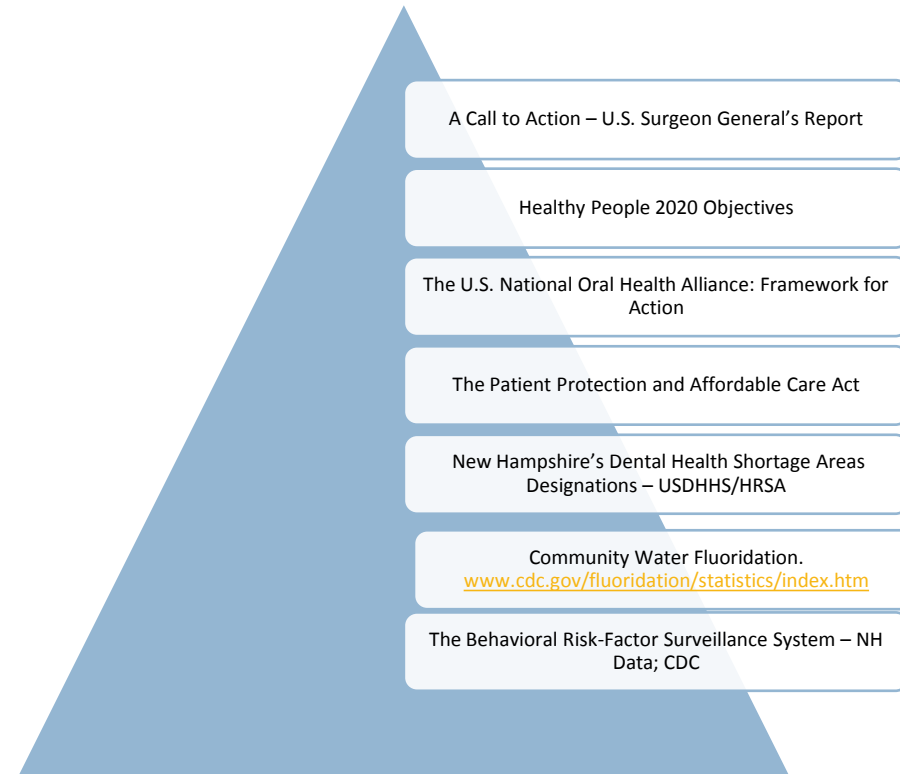 A Call to Action – U.S. Surgeon General’s Report
Healthy People 2020 Objectives
The U.S. National Oral Health Alliance: Framework for
Action
The Patient Protection and Affordable Care Act
New Hampshire’s Dental Health Shortage Areas
Designations – USDHHS/HRSA
Community Water Fluoridation.
www.cdc.gov/fluoridation/statistics/index.htm
The Behavioral Risk-Factor Surveillance System – NH
Data; CDC